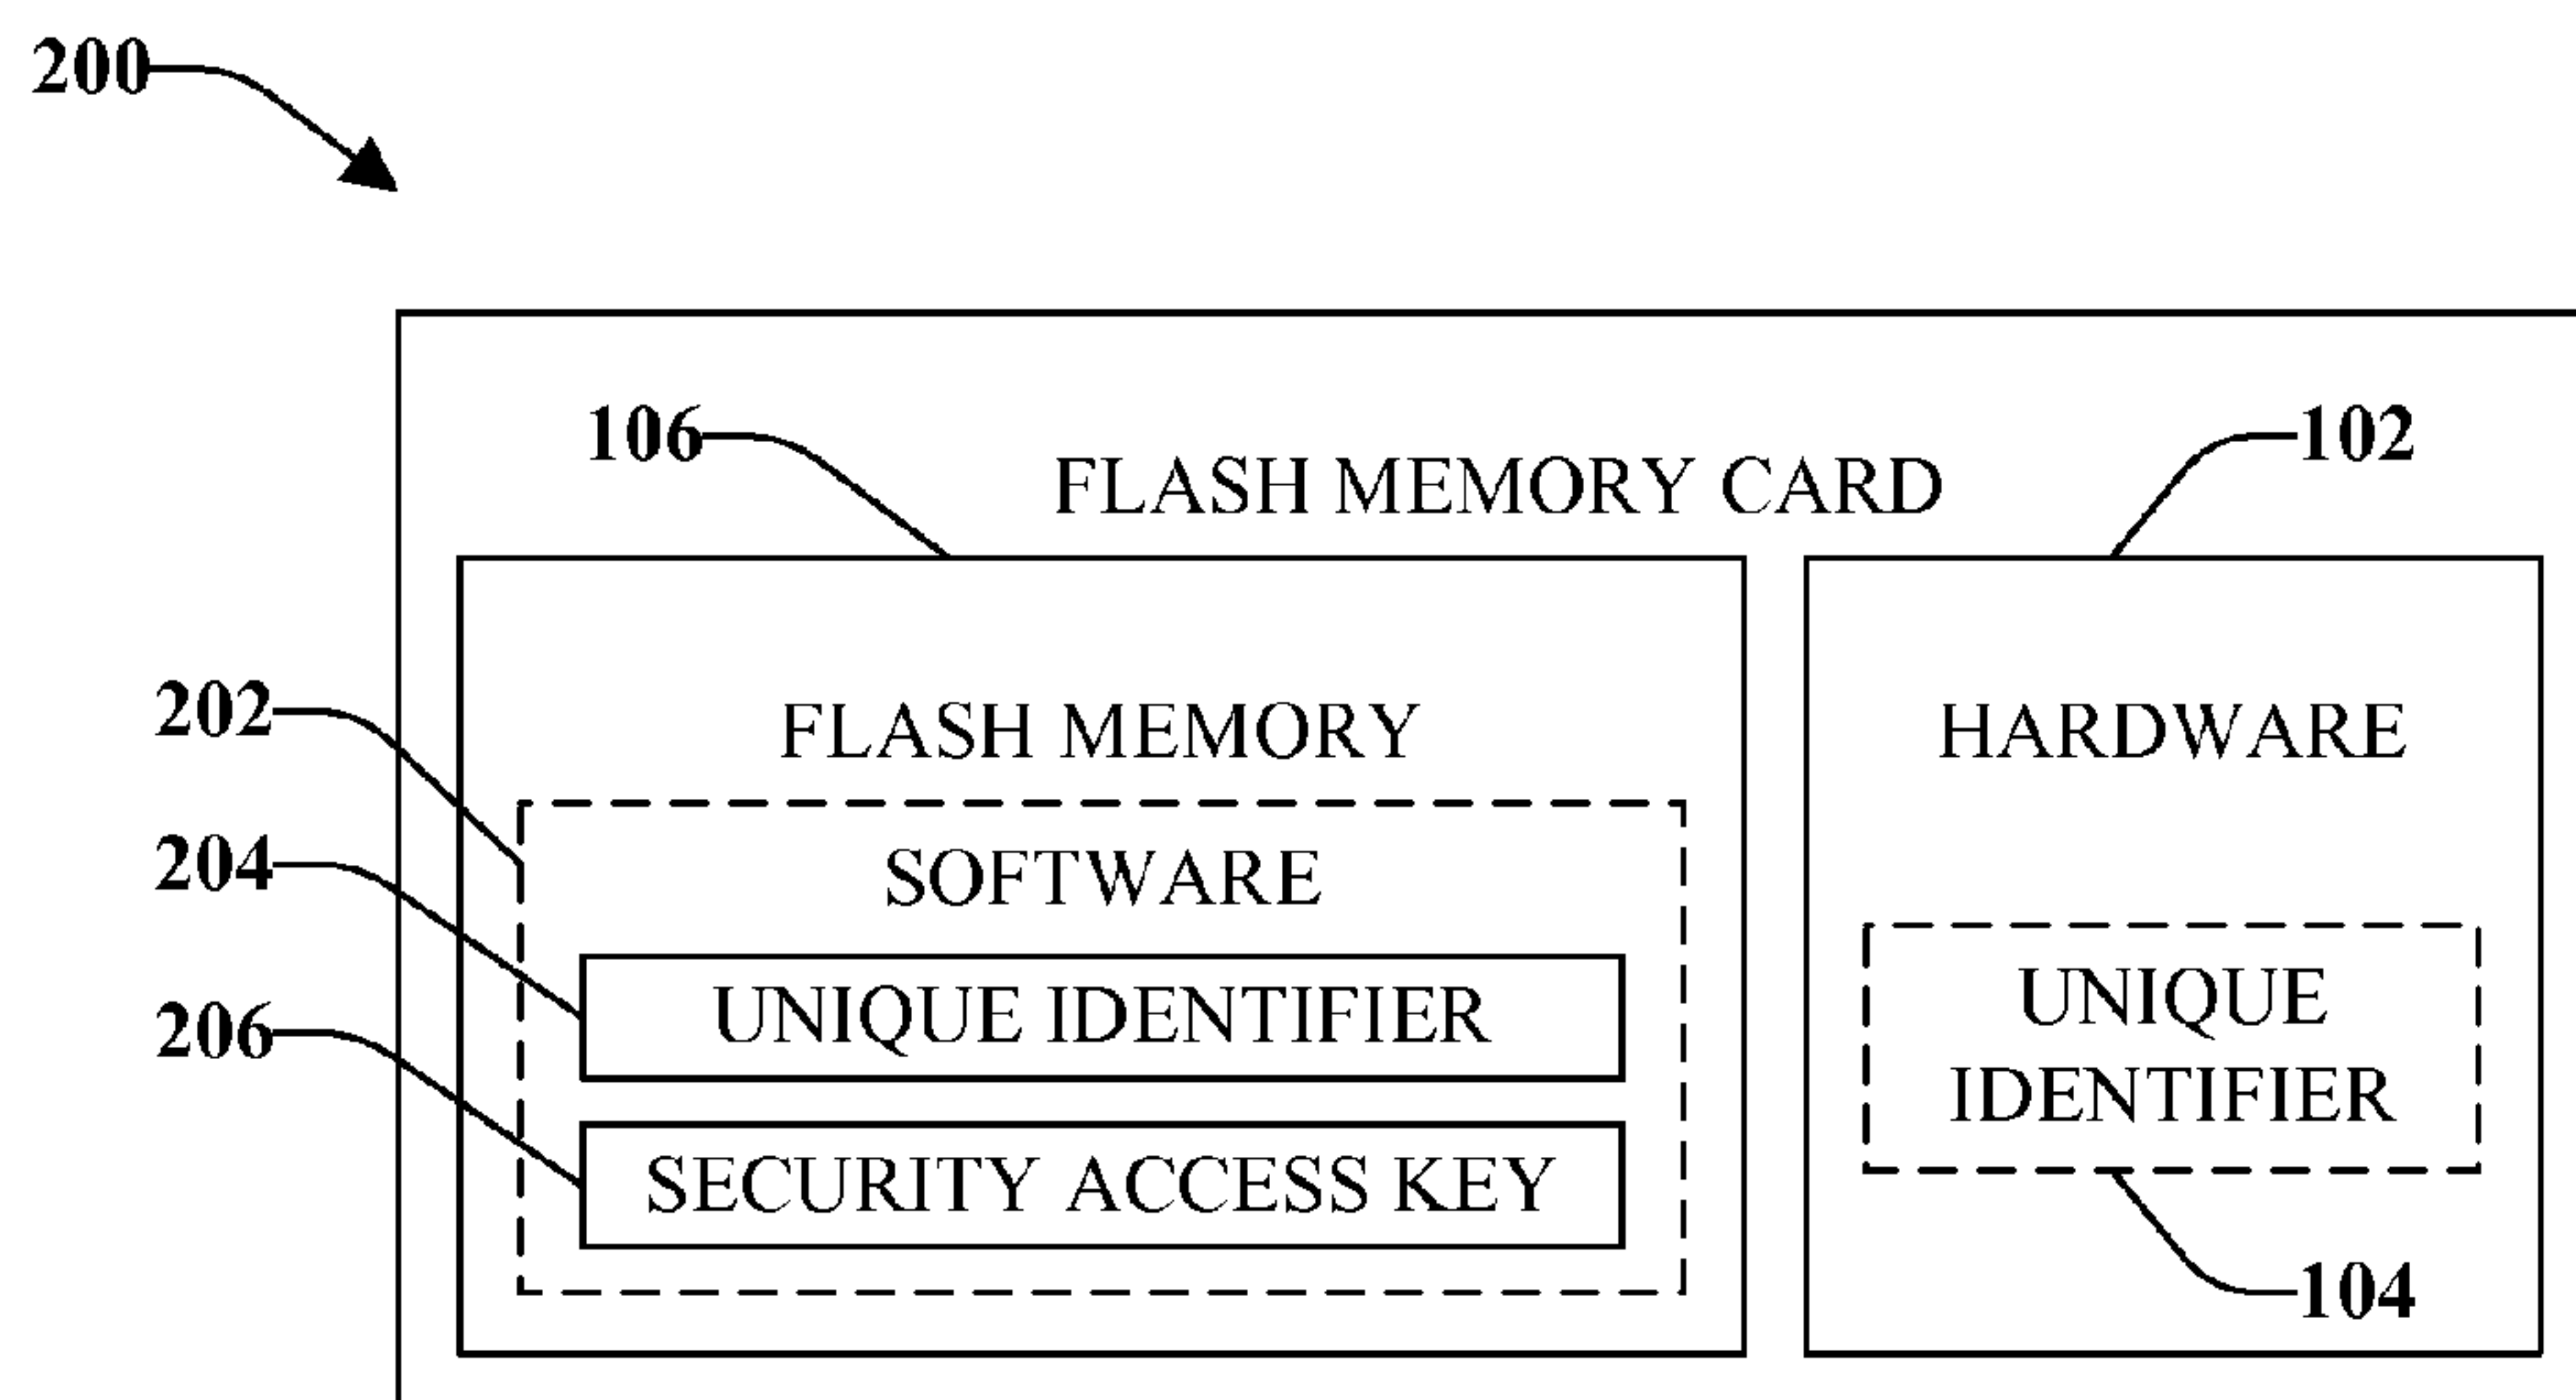 200
106
102
FLASH MEMORY CARD
202
FLASH MEMORY
HARDWARE
204
SOFTWARE
206
UNIQUE IDENTIFIER
UNIQUE
IDENTIFIER
SECURITY ACCESS KEY
104